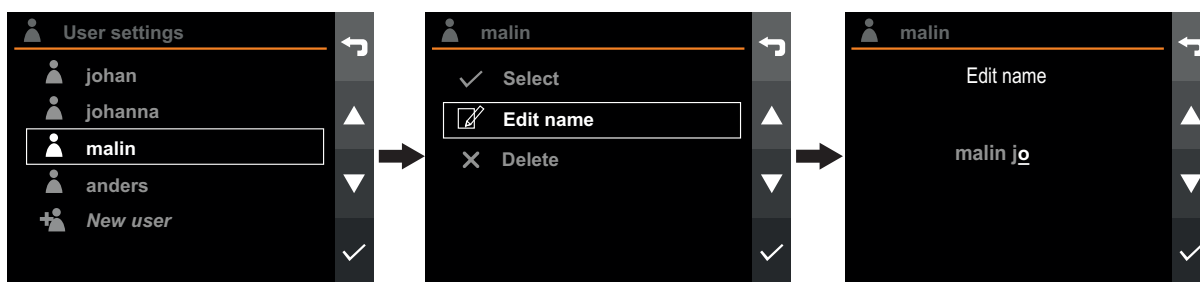 User settings
johan
johanna
malin
anders
New user
malin
Select
Edit name
Delete
malin
Edit name
malin jo